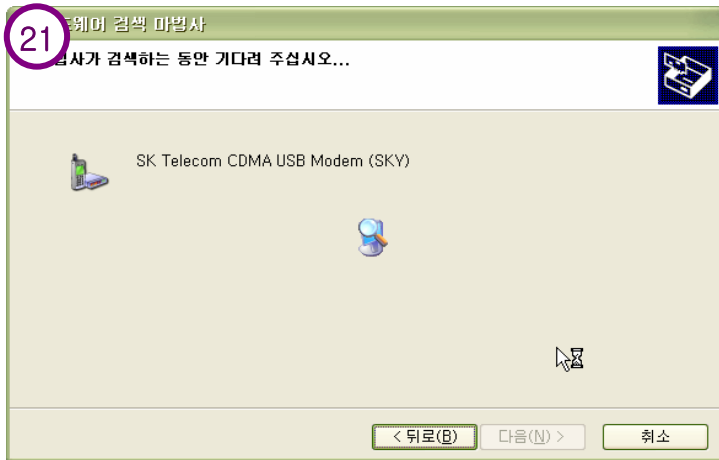 21
웨어 검색 마법사
법사가 검색하는 동안 기다려 주십시오...
SK Telecom CDMA USB Modem (SKY)
< 뒤로(B) 다음(N) > 취소